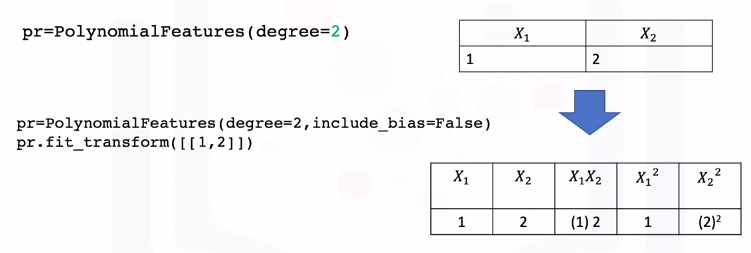 pr=PolynomialFeatures(degree=2)
X₁ X₂
1 2
pr=PolynomialFeatures(degree=2,include_bias=False)
pr.fit_transform([[1,2]])
X₁ X₂ X₁X₂ X₁² X₂²
1 2 (1) 2 1 (2)²